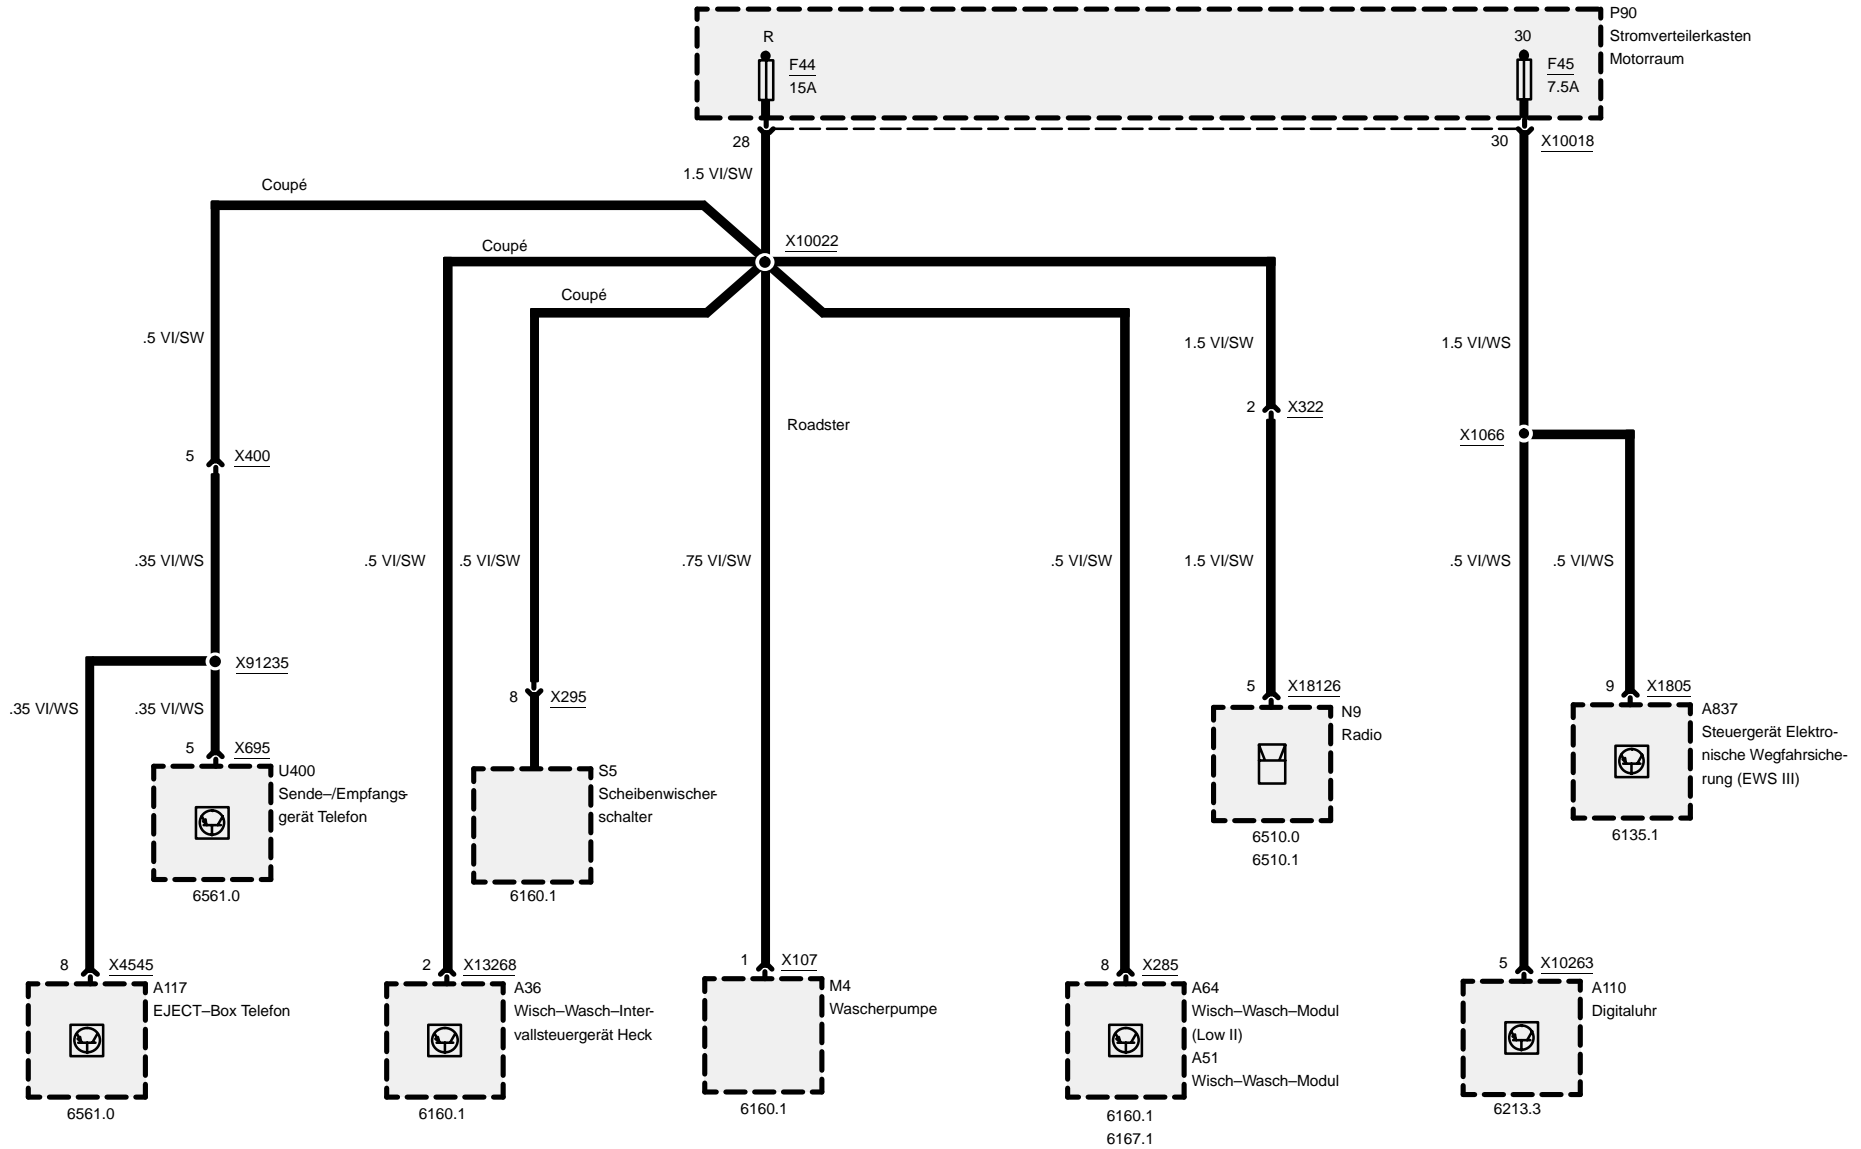 P90
Stromverteilerkasten
Motorraum
R
F44
15A
30
F45
7.5A
28
30
X10018
1.5 VI/SW
Coupé
X10022
Coupé
Coupé
.5 VI/SW
1.5 VI/SW
1.5 VI/WS
2
X322
Roadster
X1066
5
X400
.35 VI/WS
.5 VI/SW
.5 VI/SW
.75 VI/SW
.5 VI/SW
1.5 VI/SW
.5 VI/WS
.5 VI/WS
X91235
.35 VI/WS
.35 VI/WS
8
X295
5
X18126
9
X1805
N9
Radio
A837
Steuergerät Elektro-
nische Wegfahrsiche-
rung (EWS III)
5
X695
U400
Sende–/Empfangs-
gerät Telefon
S5
Scheibenwischer-
schalter
6510.0
6510.1
6135.1
6561.0
6160.1
8
X4545
2
X13268
1
X107
8
X285
5
X10263
A117
EJECT–Box Telefon
A36
Wisch–Wasch–Inter-
vallsteuergerät Heck
M4
Wascherpumpe
A64
Wisch–Wasch–Modul
(Low II)
A51
Wisch–Wasch–Modul
A110
Digitaluhr
6561.0
6160.1
6160.1
6160.1
6167.1
6213.3